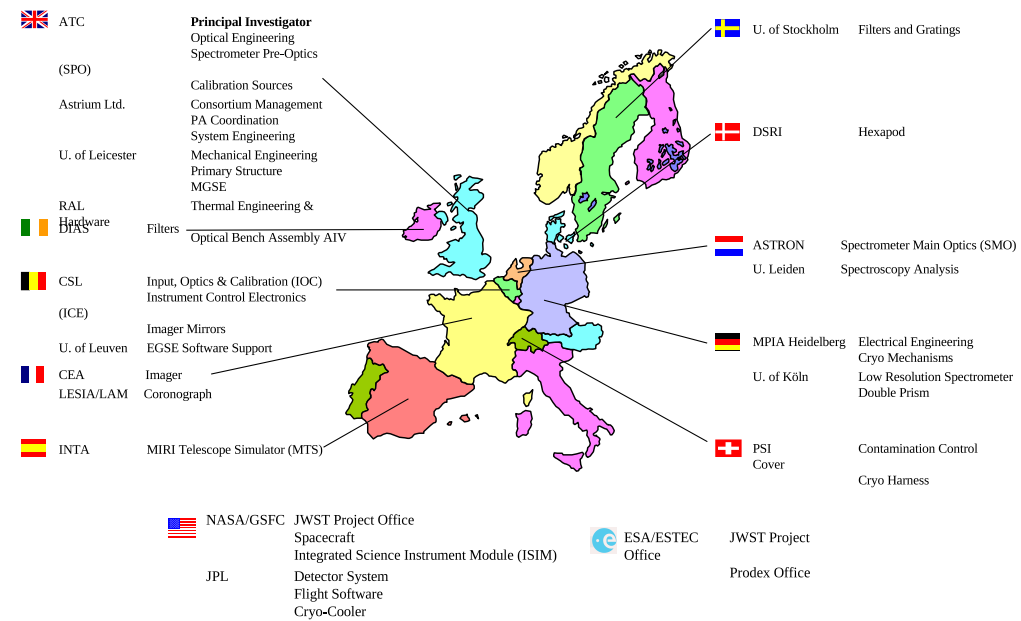 ATC Principal Investigator
Optical Engineering
Spectrometer Pre-Optics
(SPO)
Calibration Sources
Astrium Ltd. Consortium Management
PA Coordination
System Engineering
U. of Leicester Mechanical Engineering
Primary Structure
MGSE
RAL Thermal Engineering &
Hardware
DIAS Filters
Optical Bench Assembly AIV
CSL Input, Optics & Calibration (IOC)
Instrument Control Electronics
(ICE)
Imager Mirrors
U. of Leuven EGSE Software Support
CEA Imager
LESIA/LAM Coronograph
INTA MIRI Telescope Simulator (MTS)
U. of Stockholm Filters and Gratings
DSRI Hexapod
ASTRON Spectrometer Main Optics (SMO)
U. Leiden Spectroscopy Analysis
MPIA Heidelberg Electrical Engineering
Cryo Mechanisms
U. of Köln Low Resolution Spectrometer
Double Prism
PSI Contamination Control
Cover
Cryo Harness
NASA/GSFC JWST Project Office
Spacecraft
Integrated Science Instrument Module (ISIM)
JPL Detector System
Flight Software
Cryo-Cooler
ESA/ESTEC JWST Project
Office
Prodex Office